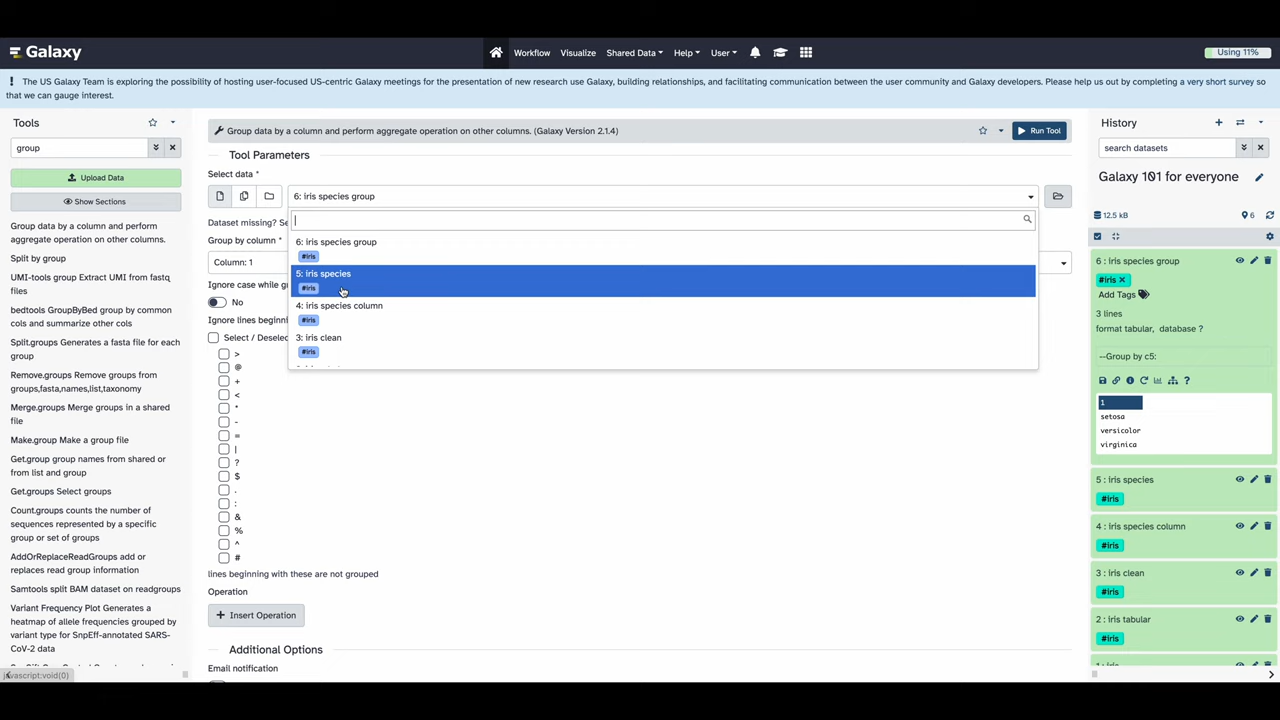 Galaxy
Workflow
Visualize
Shared Data
Help
User
Using 11%
! The US Galaxy Team is exploring the possibility of hosting user-focused US-centric Galaxy meetings for the presentation of new research use Galaxy, building relationships, and facilitating communication between the user community and Galaxy developers. Please help us out by completing a very short survey so
that we can gauge interest.
Tools
group
Upload Data
Show Sections
Group data by a column and perform
aggregate operation on other columns.
Split by group
UMI-tools group Extract UMI from fastq
files
bedtools GroupByBed group by common
cols and summarize other cols
Split.groups Generates a fasta file for each
group
Remove.groups Remove groups from
groups,fasta,names,list,taxonomy
Merge.groups Merge groups in a shared
file
Make.group Make a group file
Get.group group names from shared or
from list and group
Get.groups Select groups
Count.groups counts the number of
sequences represented by a specific
group or set of groups
AddOrReplaceReadGroups add or
replaces read group information
Samtools split BAM dataset on readgroups
Variant Frequency Plot Generates a
heatmap of allele frequencies grouped by
variant type for SnpEff-annotated SARS-
CoV-2 data
javascript:void(0)
Group data by a column and perform aggregate operation on other columns. (Galaxy Version 2.1.4)
Run Tool
Tool Parameters
Select data *
6: iris species group
Dataset missing? Se
6: iris species group
#iris
5: iris species
#iris
4: iris species column
#iris
3: iris clean
#iris
Group by column *
Column: 1
Ignore case while gr
No
Ignore lines beginni
Select / Deselec
>
@
+
<
*
-
=
|
?
$
.
:
&
%
^
#
lines beginning with these are not grouped
Operation
+ Insert Operation
Additional Options
Email notification
History
search datasets
Galaxy 101 for everyone
12.5 kB
6
6 : iris species group
#iris
Add Tags
3 lines
format tabular, database ?
--Group by c5:
1
setosa
versicolor
virginica
5 : iris species
#iris
4 : iris species column
#iris
3 : iris clean
#iris
2 : iris tabular
#iris